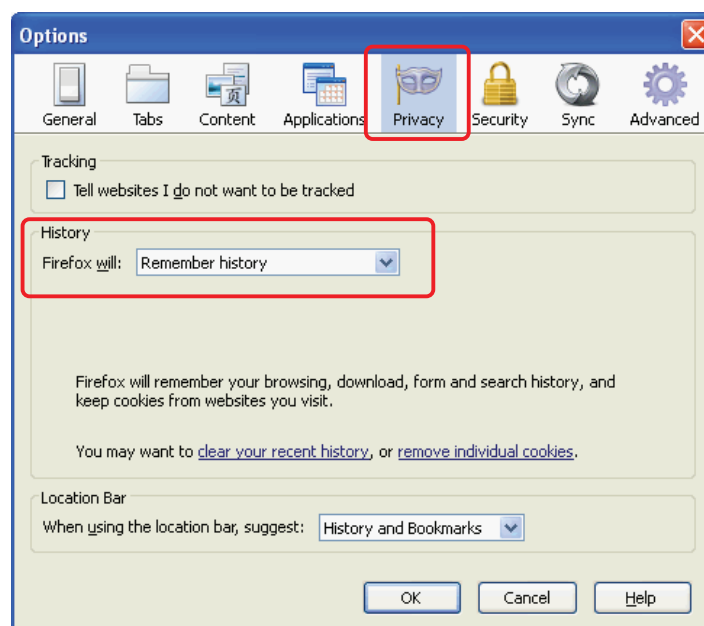 Options
General Tabs Content Applications Privacy Security Sync Advanced
页
Tracking
Tell websites I do not want to be tracked
History
Firefox will: Remember history
Firefox will remember your browsing, download, form and search history, and
keep cookies from websites you visit.
You may want to clear your recent history, or remove individual cookies.
Location Bar
When using the location bar, suggest: History and Bookmarks
OK Cancel Help